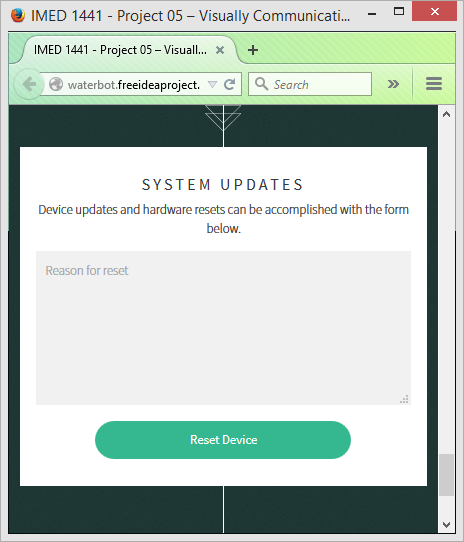 IMED 1441 - Project 05 – Visually Communicati...
IMED 1441 - Project 05 – Visuall...
waterbot.freeideaproject.
Search
SYSTEM UPDATES
Device updates and hardware resets can be accomplished with the form
below.
Reason for reset
Reset Device